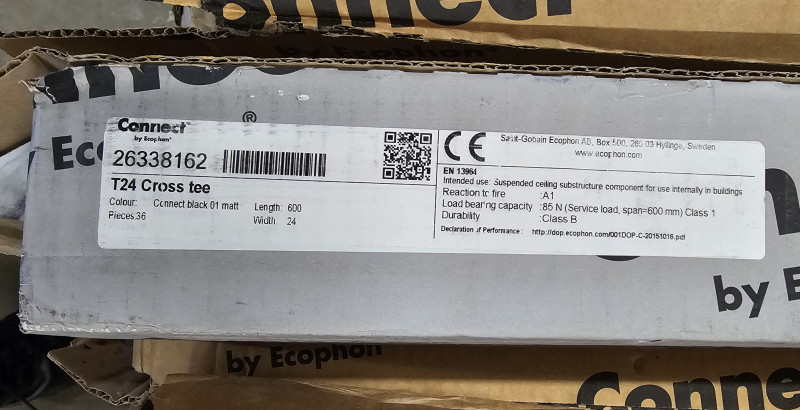 Connect
by Ecophon
®
Ec
Connect™
by Ecophon®
26338162
T24 Cross tee
Colour: Connect black 01 matt Length: 600
Pieces:36 Width: 24
CE Saint-Gobain Ecophon AB, Box 500, 265 03 Hyllinge, Sweden
www.ecophon.com
EN 13964
Intended use: Suspended ceiling substructure component for use internally in buildings
Reaction to fire :A1
Load bearing capacity :85 N (Service load, span=600 mm) Class 1
Durability :Class B
Declaration of Performance: http://dop.ecophon.com/001DOP-C-20151016.pdf
by E
by Ecophon
Connect